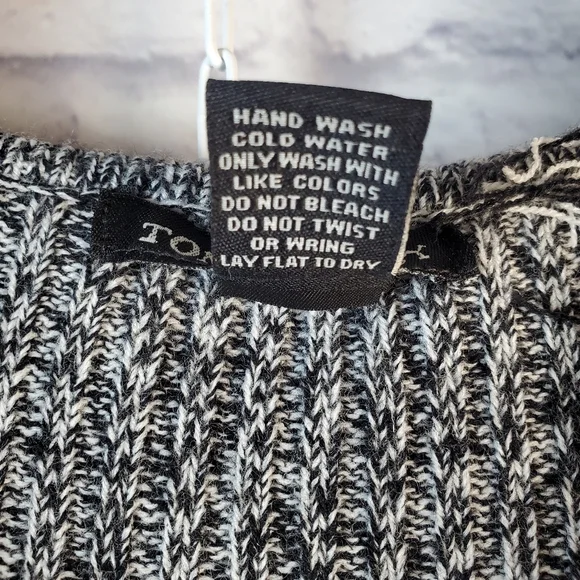 HAND WASH
COLD WATER
ONLY WASH WITH
LIKE COLORS
DO NOT BLEACH
DO NOT TWIST
OR WRING
LAY FLAT TO DRY